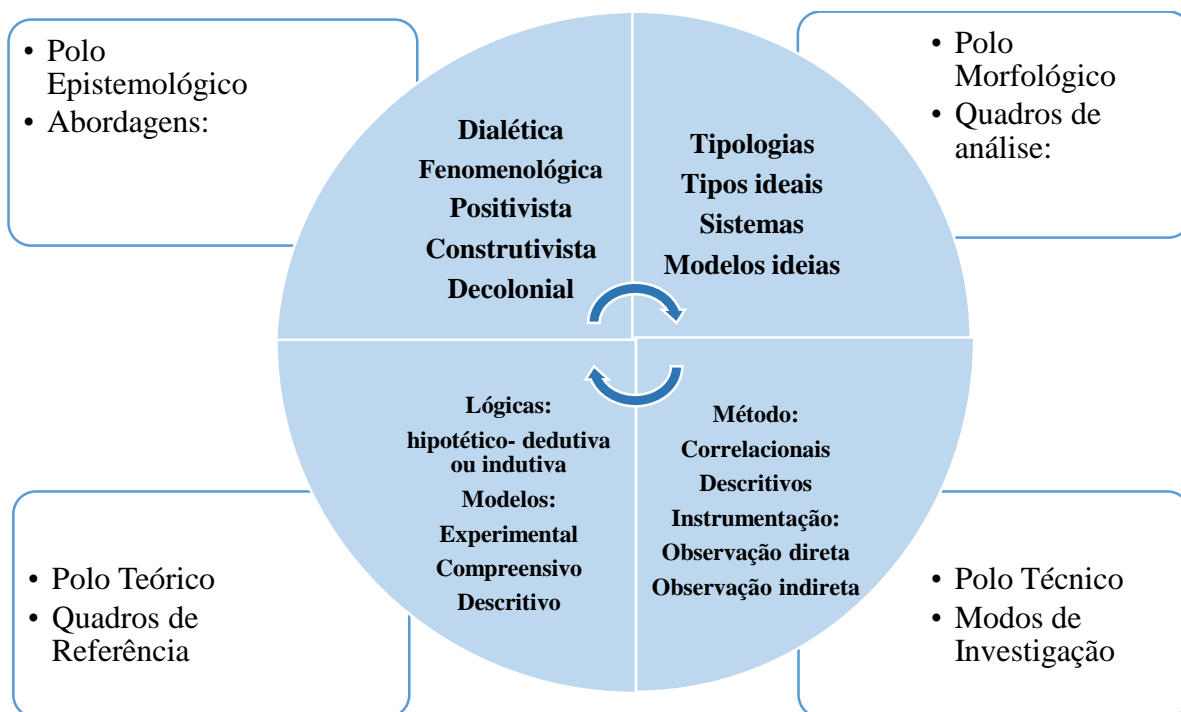 • Polo
Epistemológico
• Abordagens:
Dialética
Fenomenológica
Positivista
Construtivista
Decolonial
Tipologias
Tipos ideais
Sistemas
Modelos ideias
• Polo
Morfológico
• Quadros de
análise:
• Polo Teórico
• Quadros de
Referência
Lógicas:
hipotético- dedutiva
ou indutiva
Modelos:
Experimental
Compreensivo
Descritivo
Método:
Correlacionais
Descritivos
Instrumentação:
Observação direta
Observação indireta
• Polo Técnico
• Modos de
Investigação